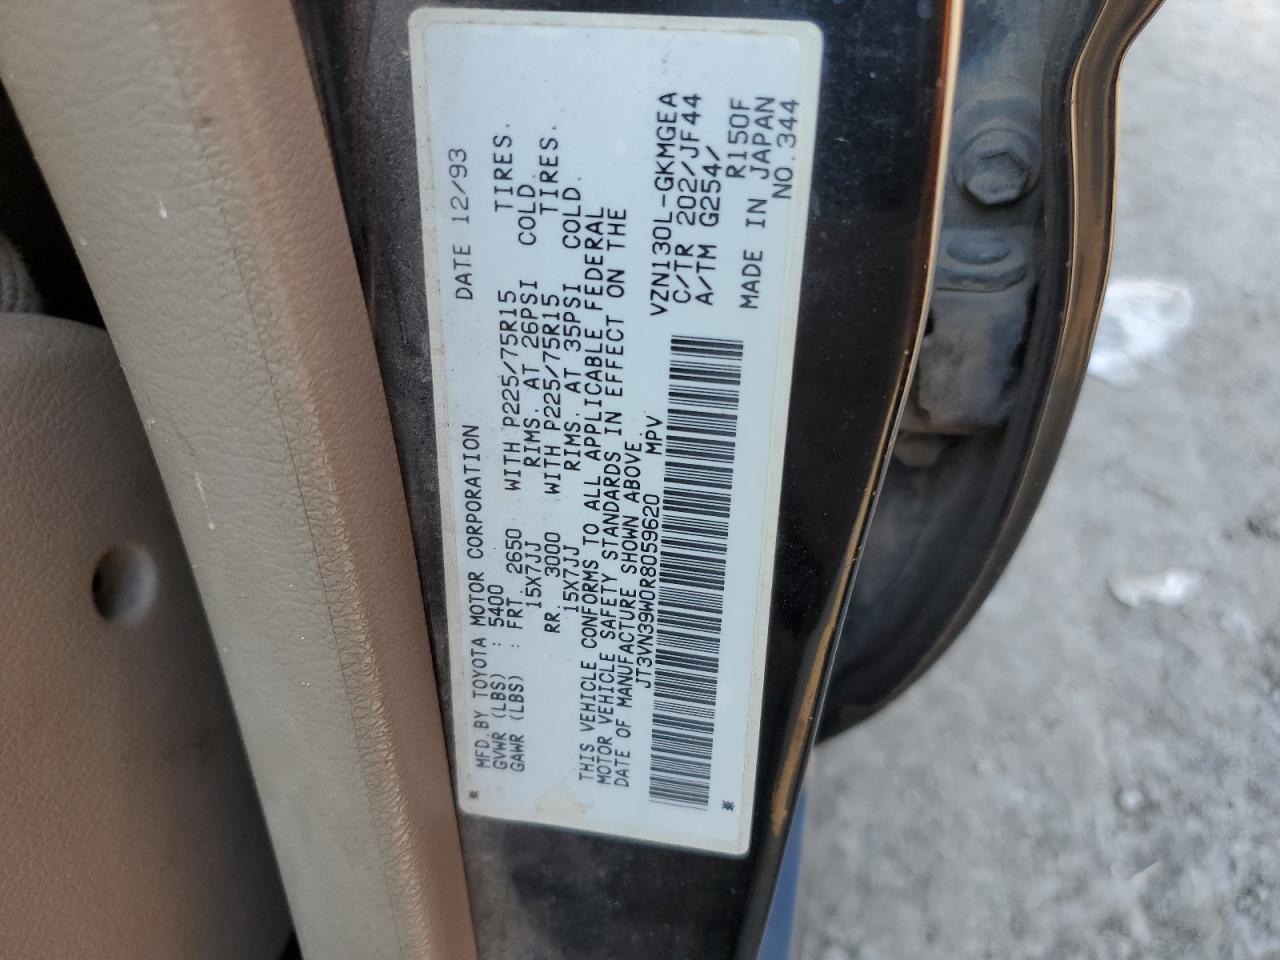 MFD. BY TOYOTA MOTOR CORPORATION DATE 12/93
GVWR (LBS) : 5400
GAWR (LBS) : FRT. 2650 WITH P225/75R15 TIRES.
15X7JJ RIMS. AT 26PSI COLD.
RR. 3000 WITH P225/75R15 TIRES.
15X7JJ RIMS. AT 35PSI COLD.
THIS VEHICLE CONFORMS TO ALL APPLICABLE FEDERAL
MOTOR VEHICLE SAFETY STANDARDS IN EFFECT ON THE
DATE OF MANUFACTURE SHOWN ABOVE.
JT3VN39W0R8059620 MPV
VZN130L-GKMGEA
C/TR 202/JF44
A/TM G254/
R150F
MADE IN JAPAN
NO.344